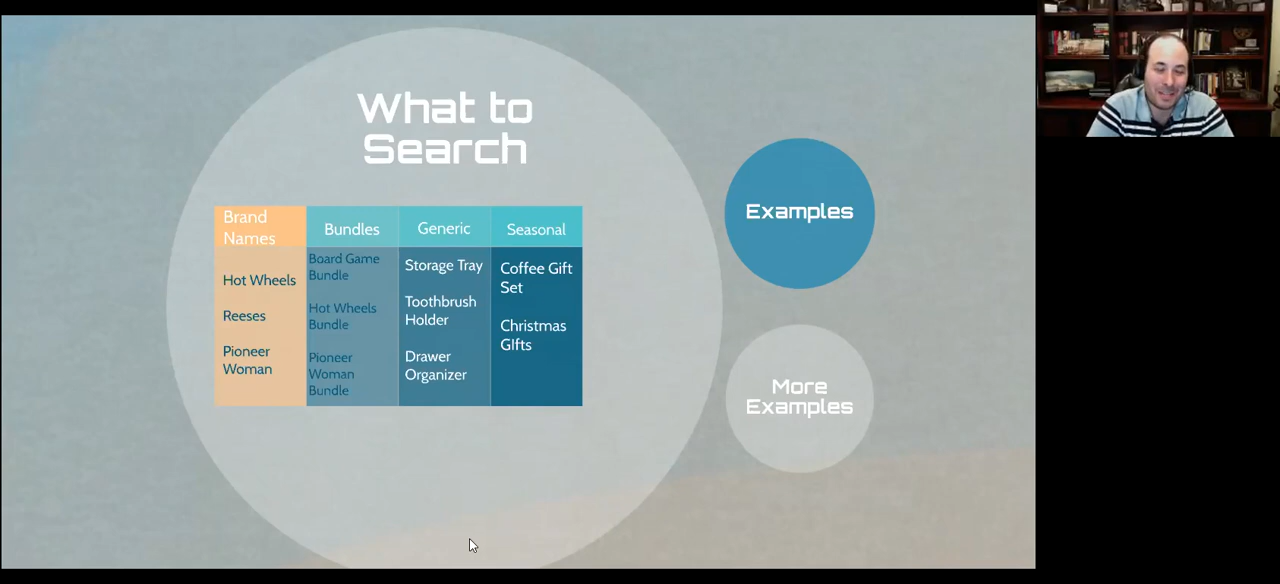 What to
Search
Brand
Names
Bundles
Generic
Seasonal
Hot Wheels
Reeses
Pioneer
Woman
Board Game
Bundle
Hot Wheels
Bundle
Pioneer
Woman
Bundle
Storage Tray
Toothbrush
Holder
Drawer
Organizer
Coffee Gift
Set
Christmas
GIfts
Examples
More
Examples